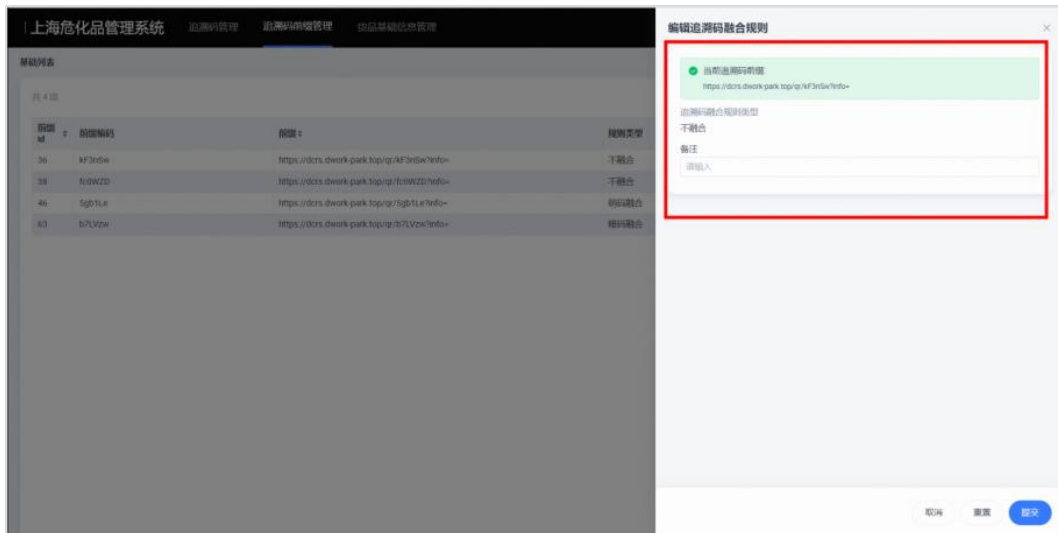 上海危化品管理系统
追溯码管理
追溯码前缀管理
货品基础信息管理
编辑追溯码融合规则
基础列表
共 4 项
前缀id
前缀编码
前缀
规则类型
36 kF3nSw https://dcrs.dwork-park.top/qr/kF3nSw?info= 不融合
38 fc0WZD https://dcrs.dwork-park.top/qr/fc0WZD?info= 不融合
46 5gb1Le https://dcrs.dwork-park.top/qr/5gb1Le?info= 明码融合
63 b7LVzw https://dcrs.dwork-park.top/qr/b7LVzw?info= 暗码融合
当前追溯码前缀
https://dcrs.dwork-park.top/qr/kF3nSw?info=
追溯码融合规则类型
不融合
备注
请输入
取消
重置
提交